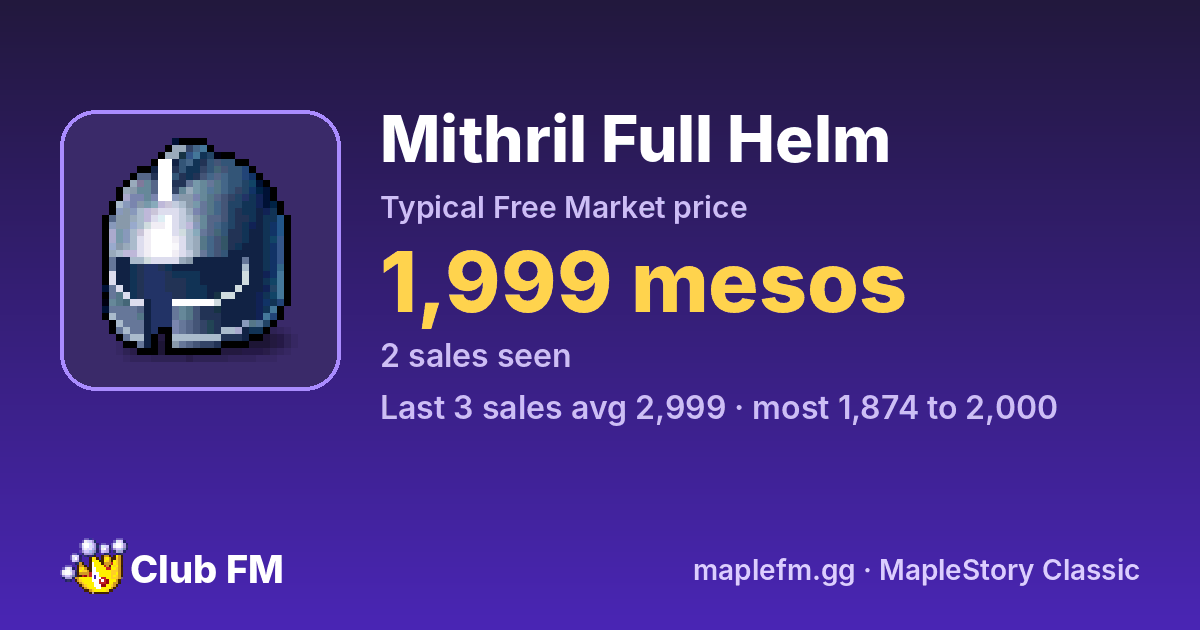 Mithril Full Helm
Typical Free Market price
1,999 mesos
2 sales seen
Last 3 sales avg 2,999 · most 1,874 to 2,000
Club FM
maplefm.gg · MapleStory Classic